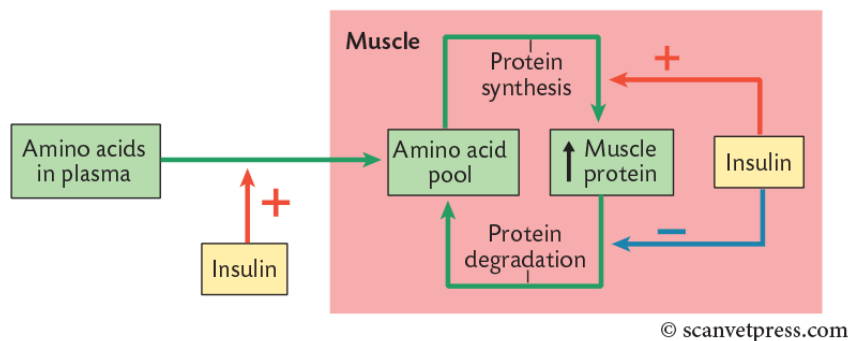 Muscle
Protein
synthesis
+
Amino acids
in plasma
Amino acid
pool
↑ Muscle
protein
Insulin
+
Insulin
Protein
degradation
−
© scanvetpress.com